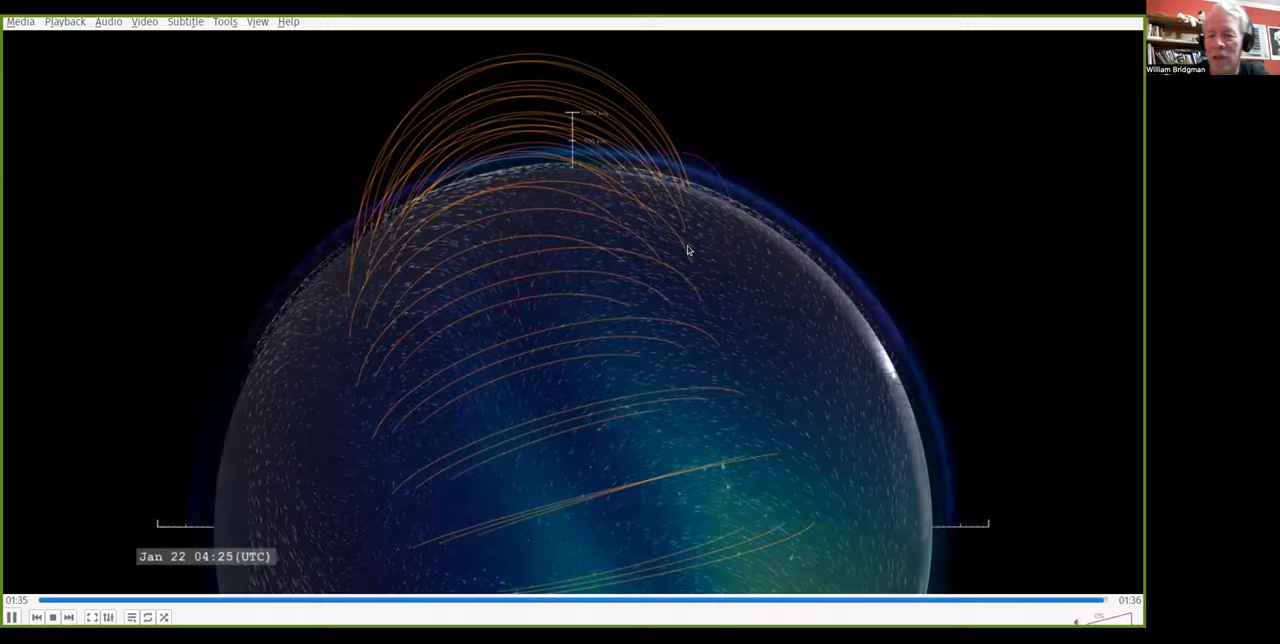 Media Playback Audio Video Subtitle Tools View Help
William Bridgman
Jan 22 04:25(UTC)
01:35
01:36
0%